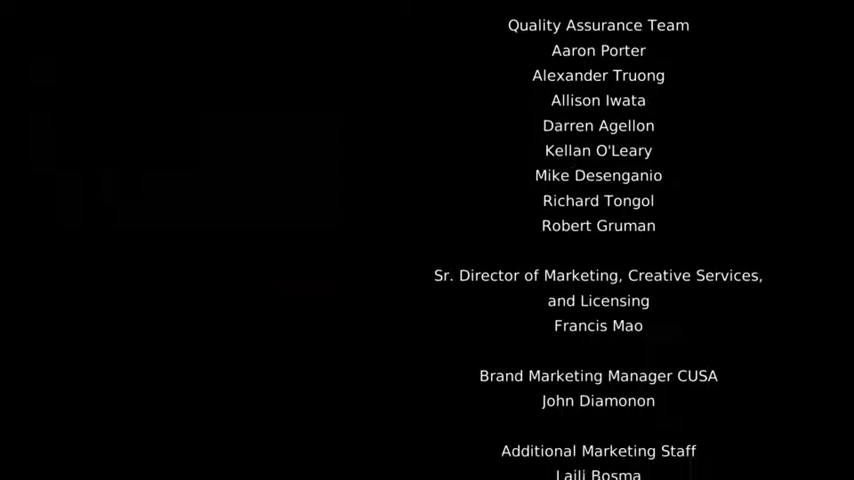 Quality Assurance Team
Aaron Porter
Alexander Truong
Allison Iwata
Darren Agellon
Kellan O'Leary
Mike Desenganio
Richard Tongol
Robert Gruman
Sr. Director of Marketing, Creative Services,
and Licensing
Francis Mao
Brand Marketing Manager CUSA
John Diamonon
Additional Marketing Staff
Laili Bosma